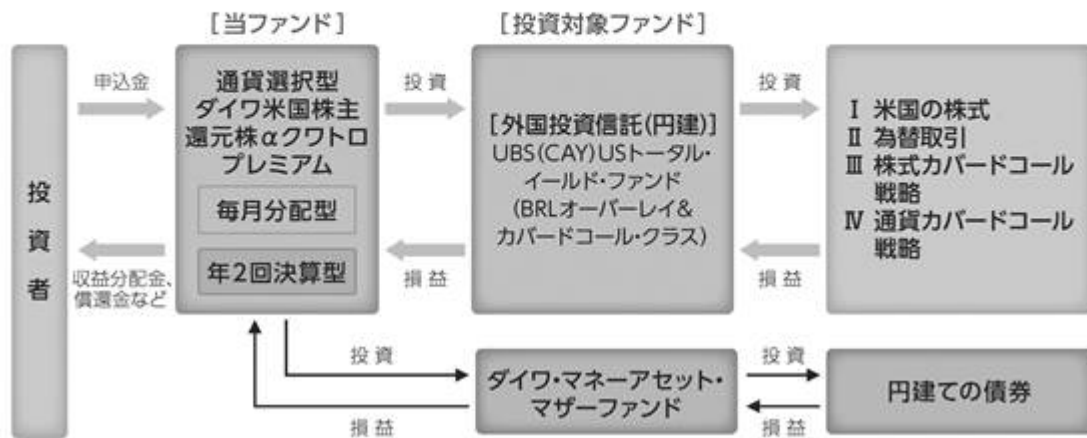 [当ファンド]
[投資対象ファンド]
投資者
申込金
収益分配金、
償還金など
通貨選択型
ダイワ米国株主
還元株αクワトロ
プレミアム
毎月分配型
年2回決算型
投資
損益
[外国投資信託(円建)]
UBS(CAY)USトータル・
イールド・ファンド
(BRLオーバーレイ&
カバードコール・クラス)
投資
損益
Ⅰ 米国の株式
Ⅱ 為替取引
Ⅲ 株式カバードコール
戦略
Ⅳ 通貨カバードコール
戦略
投資
損益
ダイワ・マネーアセット・
マザーファンド
投資
損益
円建ての債券